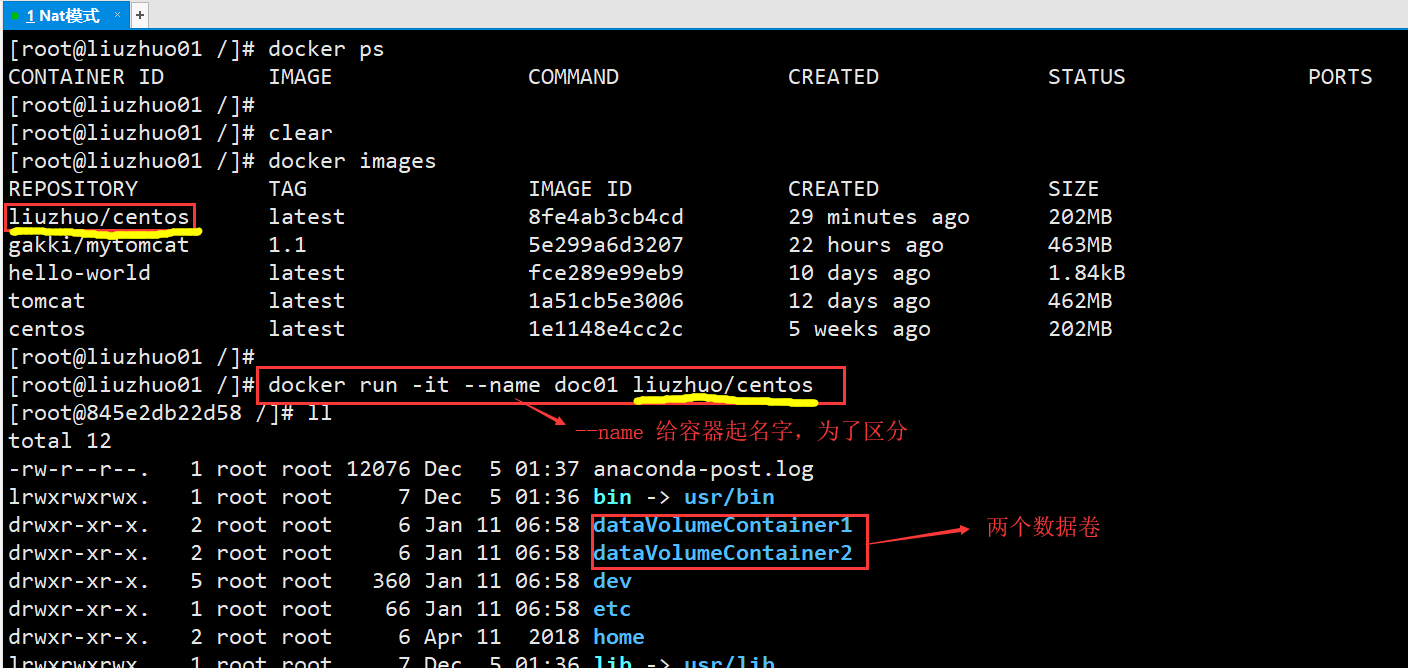 1 Nat模式 × +
[root@liuzhuo01 /]# docker ps
CONTAINER ID IMAGE COMMAND CREATED STATUS PORTS
[root@liuzhuo01 /]#
[root@liuzhuo01 /]# clear
[root@liuzhuo01 /]# docker images
REPOSITORY TAG IMAGE ID CREATED SIZE
liuzhuo/centos latest 8fe4ab3cb4cd 29 minutes ago 202MB
gakki/mytomcat 1.1 5e299a6d3207 22 hours ago 463MB
hello-world latest fce289e99eb9 10 days ago 1.84kB
tomcat latest 1a51cb5e3006 12 days ago 462MB
centos latest 1e1148e4cc2c 5 weeks ago 202MB
[root@liuzhuo01 /]#
[root@liuzhuo01 /]# docker run -it --name doc01 liuzhuo/centos
[root@845e2db22d58 /]# ll
--name 给容器起名字，为了区分
total 12
-rw-r--r--. 1 root root 12076 Dec 5 01:37 anaconda-post.log
lrwxrwxrwx. 1 root root 7 Dec 5 01:36 bin -> usr/bin
drwxr-xr-x. 2 root root 6 Jan 11 06:58 dataVolumeContainer1
两个数据卷
drwxr-xr-x. 2 root root 6 Jan 11 06:58 dataVolumeContainer2
drwxr-xr-x. 5 root root 360 Jan 11 06:58 dev
drwxr-xr-x. 1 root root 66 Jan 11 06:58 etc
drwxr-xr-x. 2 root root 6 Apr 11 2018 home
lrwxrwxrwx. 1 root root 7 Dec 5 01:36 lib -> usr/lib